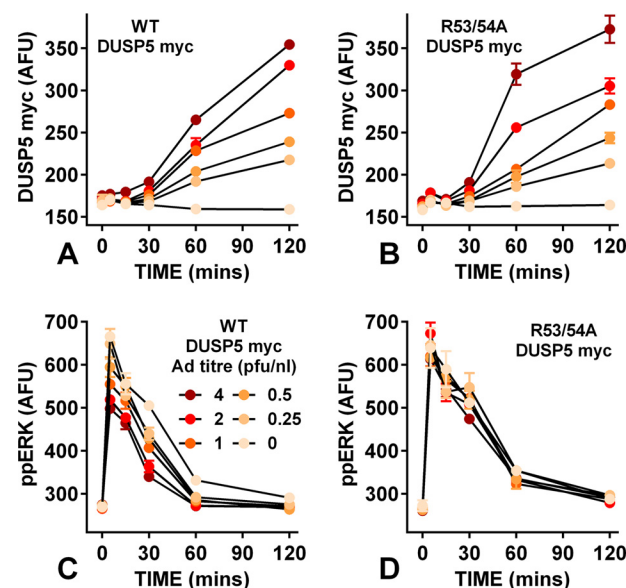 WT
DUSP5 myc
DUSP5 myc (AFU)
350
300
250
200
150
0 30 60 90 120
A
TIME (mins)
R53/54A
DUSP5 myc
DUSP5 myc (AFU)
350
300
250
200
150
0 30 60 90 120
B
TIME (mins)
WT
DUSP5 myc
Ad titre (pfu/nl)
4 0.5
2 0.25
1 0
ppERK (AFU)
700
600
500
400
300
0 30 60 90 120
C
TIME (mins)
R53/54A
DUSP5 myc
ppERK (AFU)
700
600
500
400
300
0 30 60 90 120
D
TIME (mins)